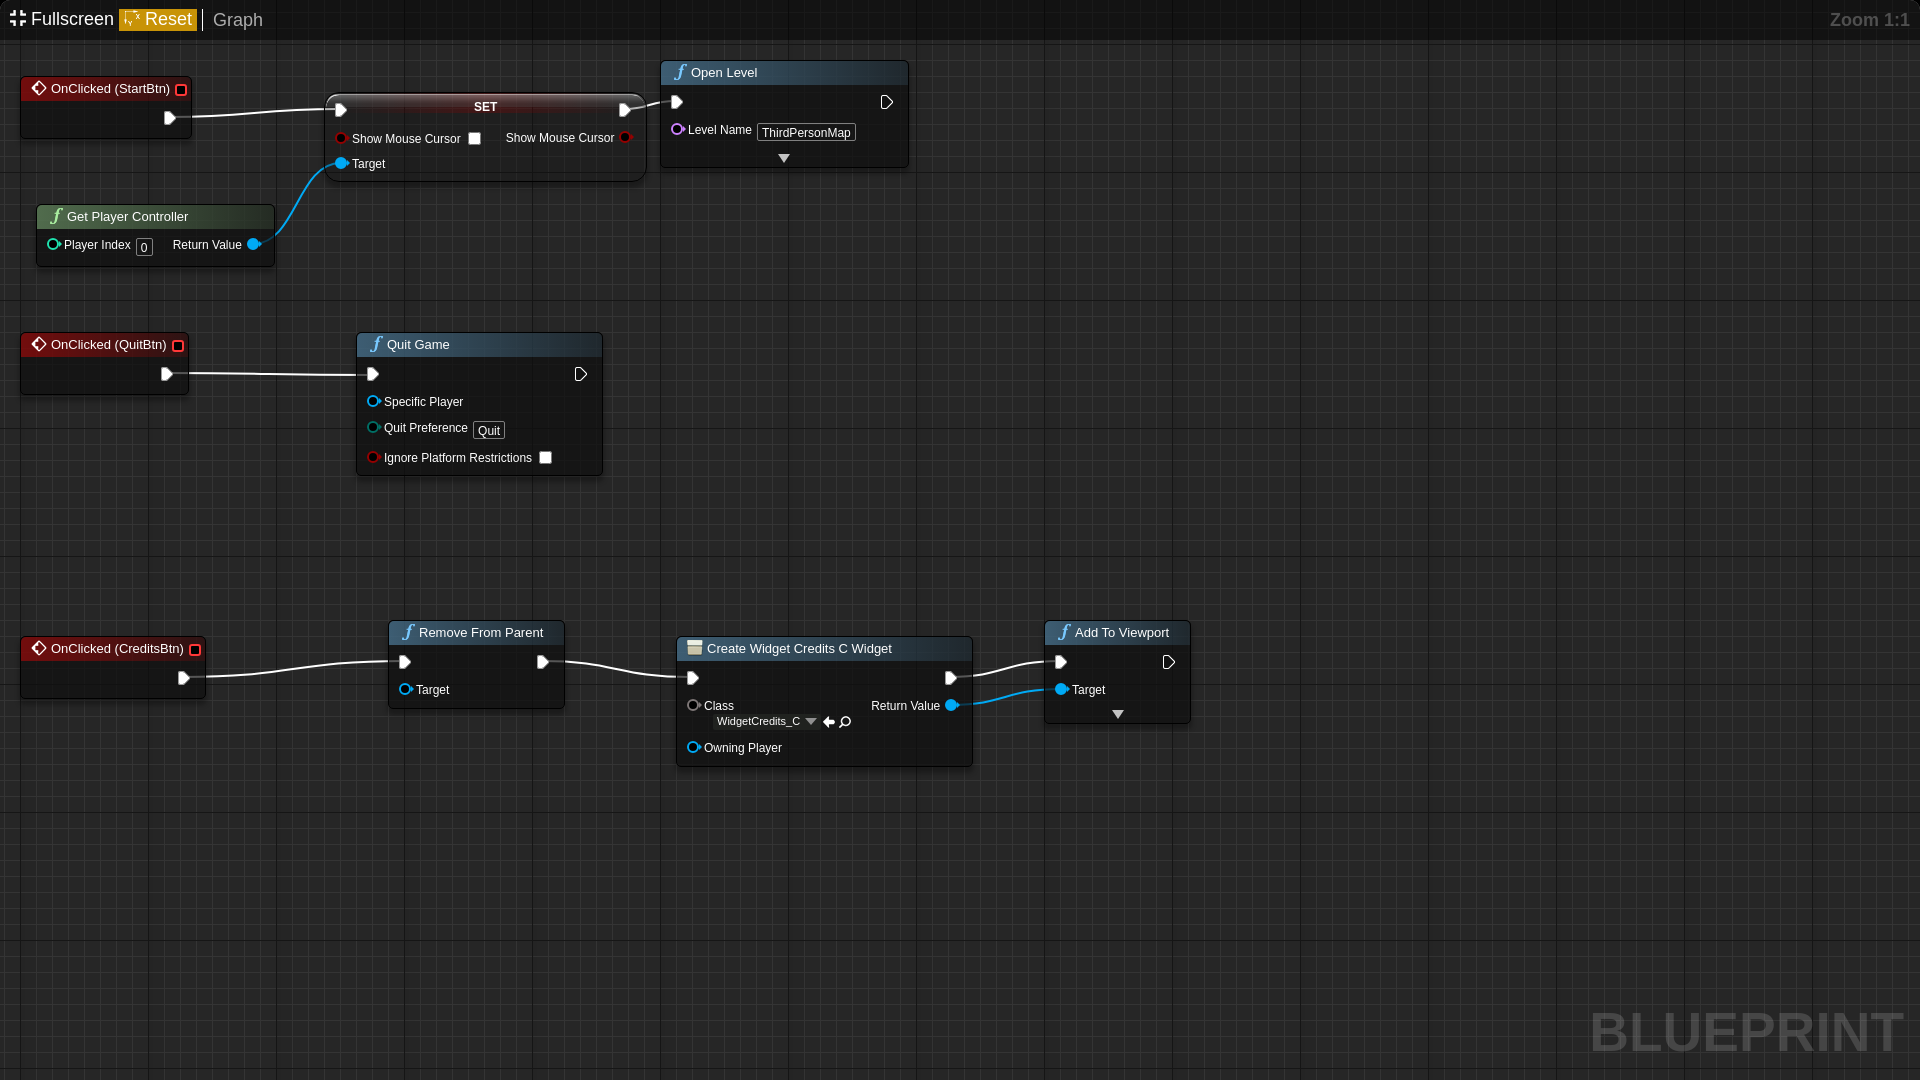 Fullscreen Reset Graph Zoom 1:1
OnClicked (StartBtn)
SET
Show Mouse Cursor Show Mouse Cursor
Target
Open Level
Level Name ThirdPersonMap
Get Player Controller
Player Index 0 Return Value
OnClicked (QuitBtn)
Quit Game
Specific Player
Quit Preference Quit
Ignore Platform Restrictions
OnClicked (CreditsBtn)
Remove From Parent
Target
Create Widget Credits C Widget
Class Return Value
WidgetCredits_C
Owning Player
Add To Viewport
Target
BLUEPRINT